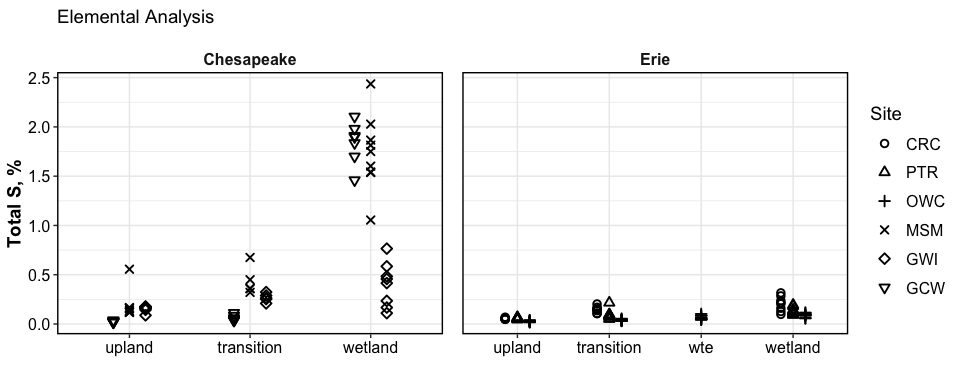 Elemental Analysis
Chesapeake
Erie
Total S, %
2.5
2.0
1.5
1.0
0.5
0.0
upland transition wetland
upland transition wte wetland
Site
CRC
PTR
OWC
MSM
GWI
GCW